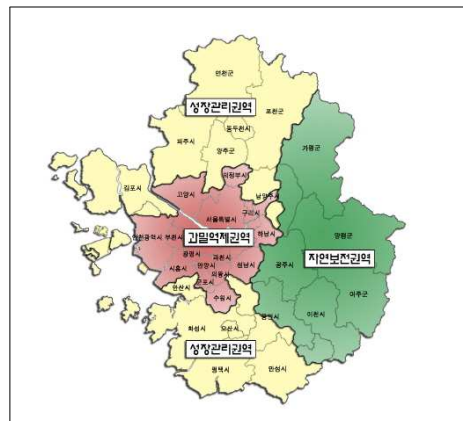 연천군
포천군
성장관리권역
동두천시
파주시
양주군
가평군
의정부시
김포시
고양시
남양주시
서울특별시
구리시
인천광역시
부천시
과밀억제권역
하남시
양평군
광명시
과천시
자연보전권역
시흥시
안양시
성남시
광주시
의왕시
군포시
안산시
수원시
여주군
이천시
용인시
화성시
오산시
성장관리권역
평택시
안성시